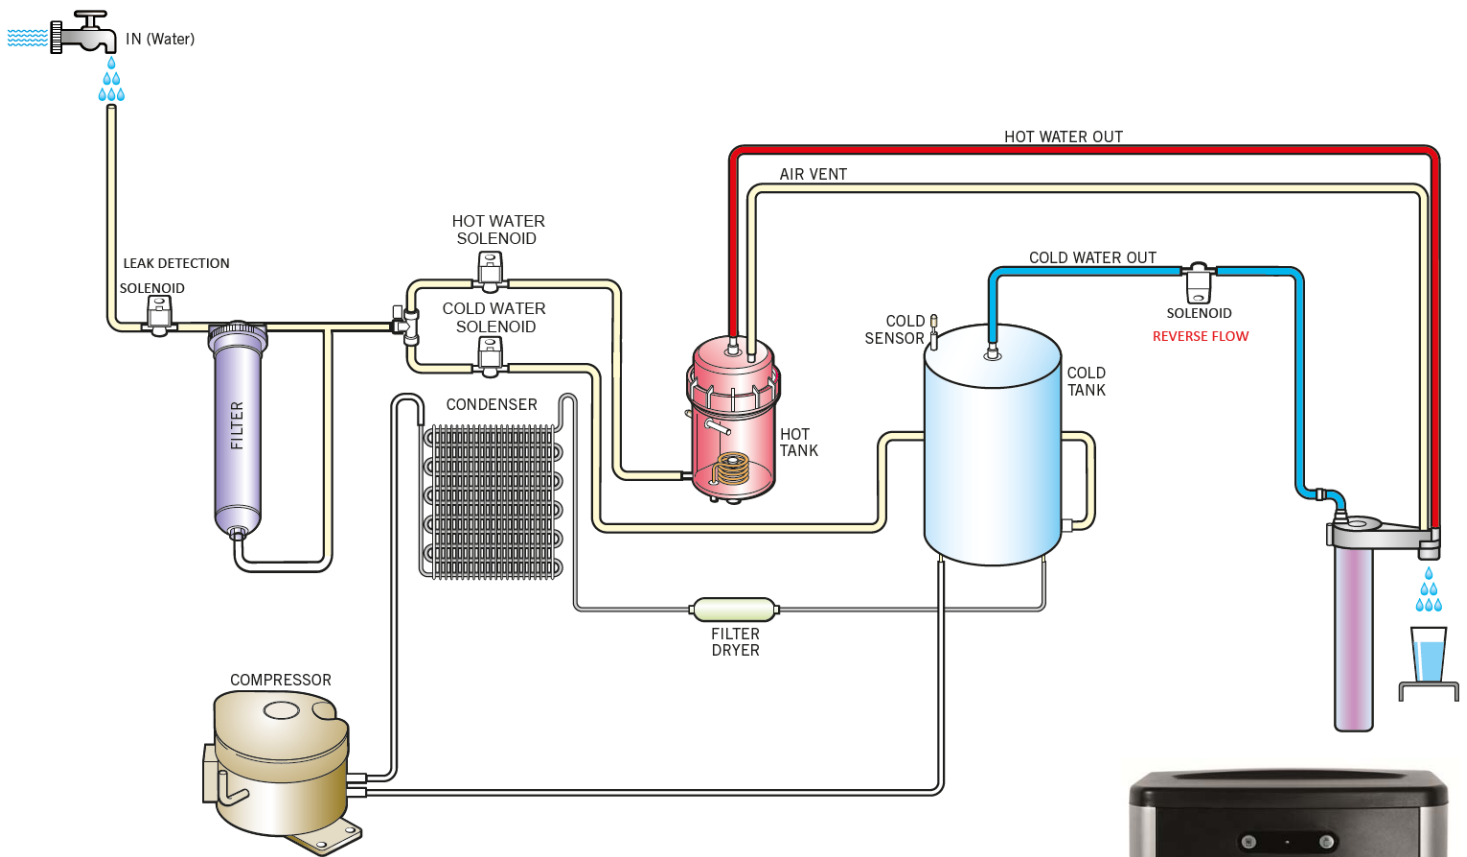 IN (Water)
HOT WATER OUT
AIR VENT
HOT WATER
SOLENOID
COLD WATER OUT
LEAK DETECTION
SOLENOID
COLD WATER
SOLENOID
SOLENOID
REVERSE FLOW
COLD
SENSOR
COLD
TANK
CONDENSER
FILTER
HOT
TANK
FILTER
DRYER
COMPRESSOR